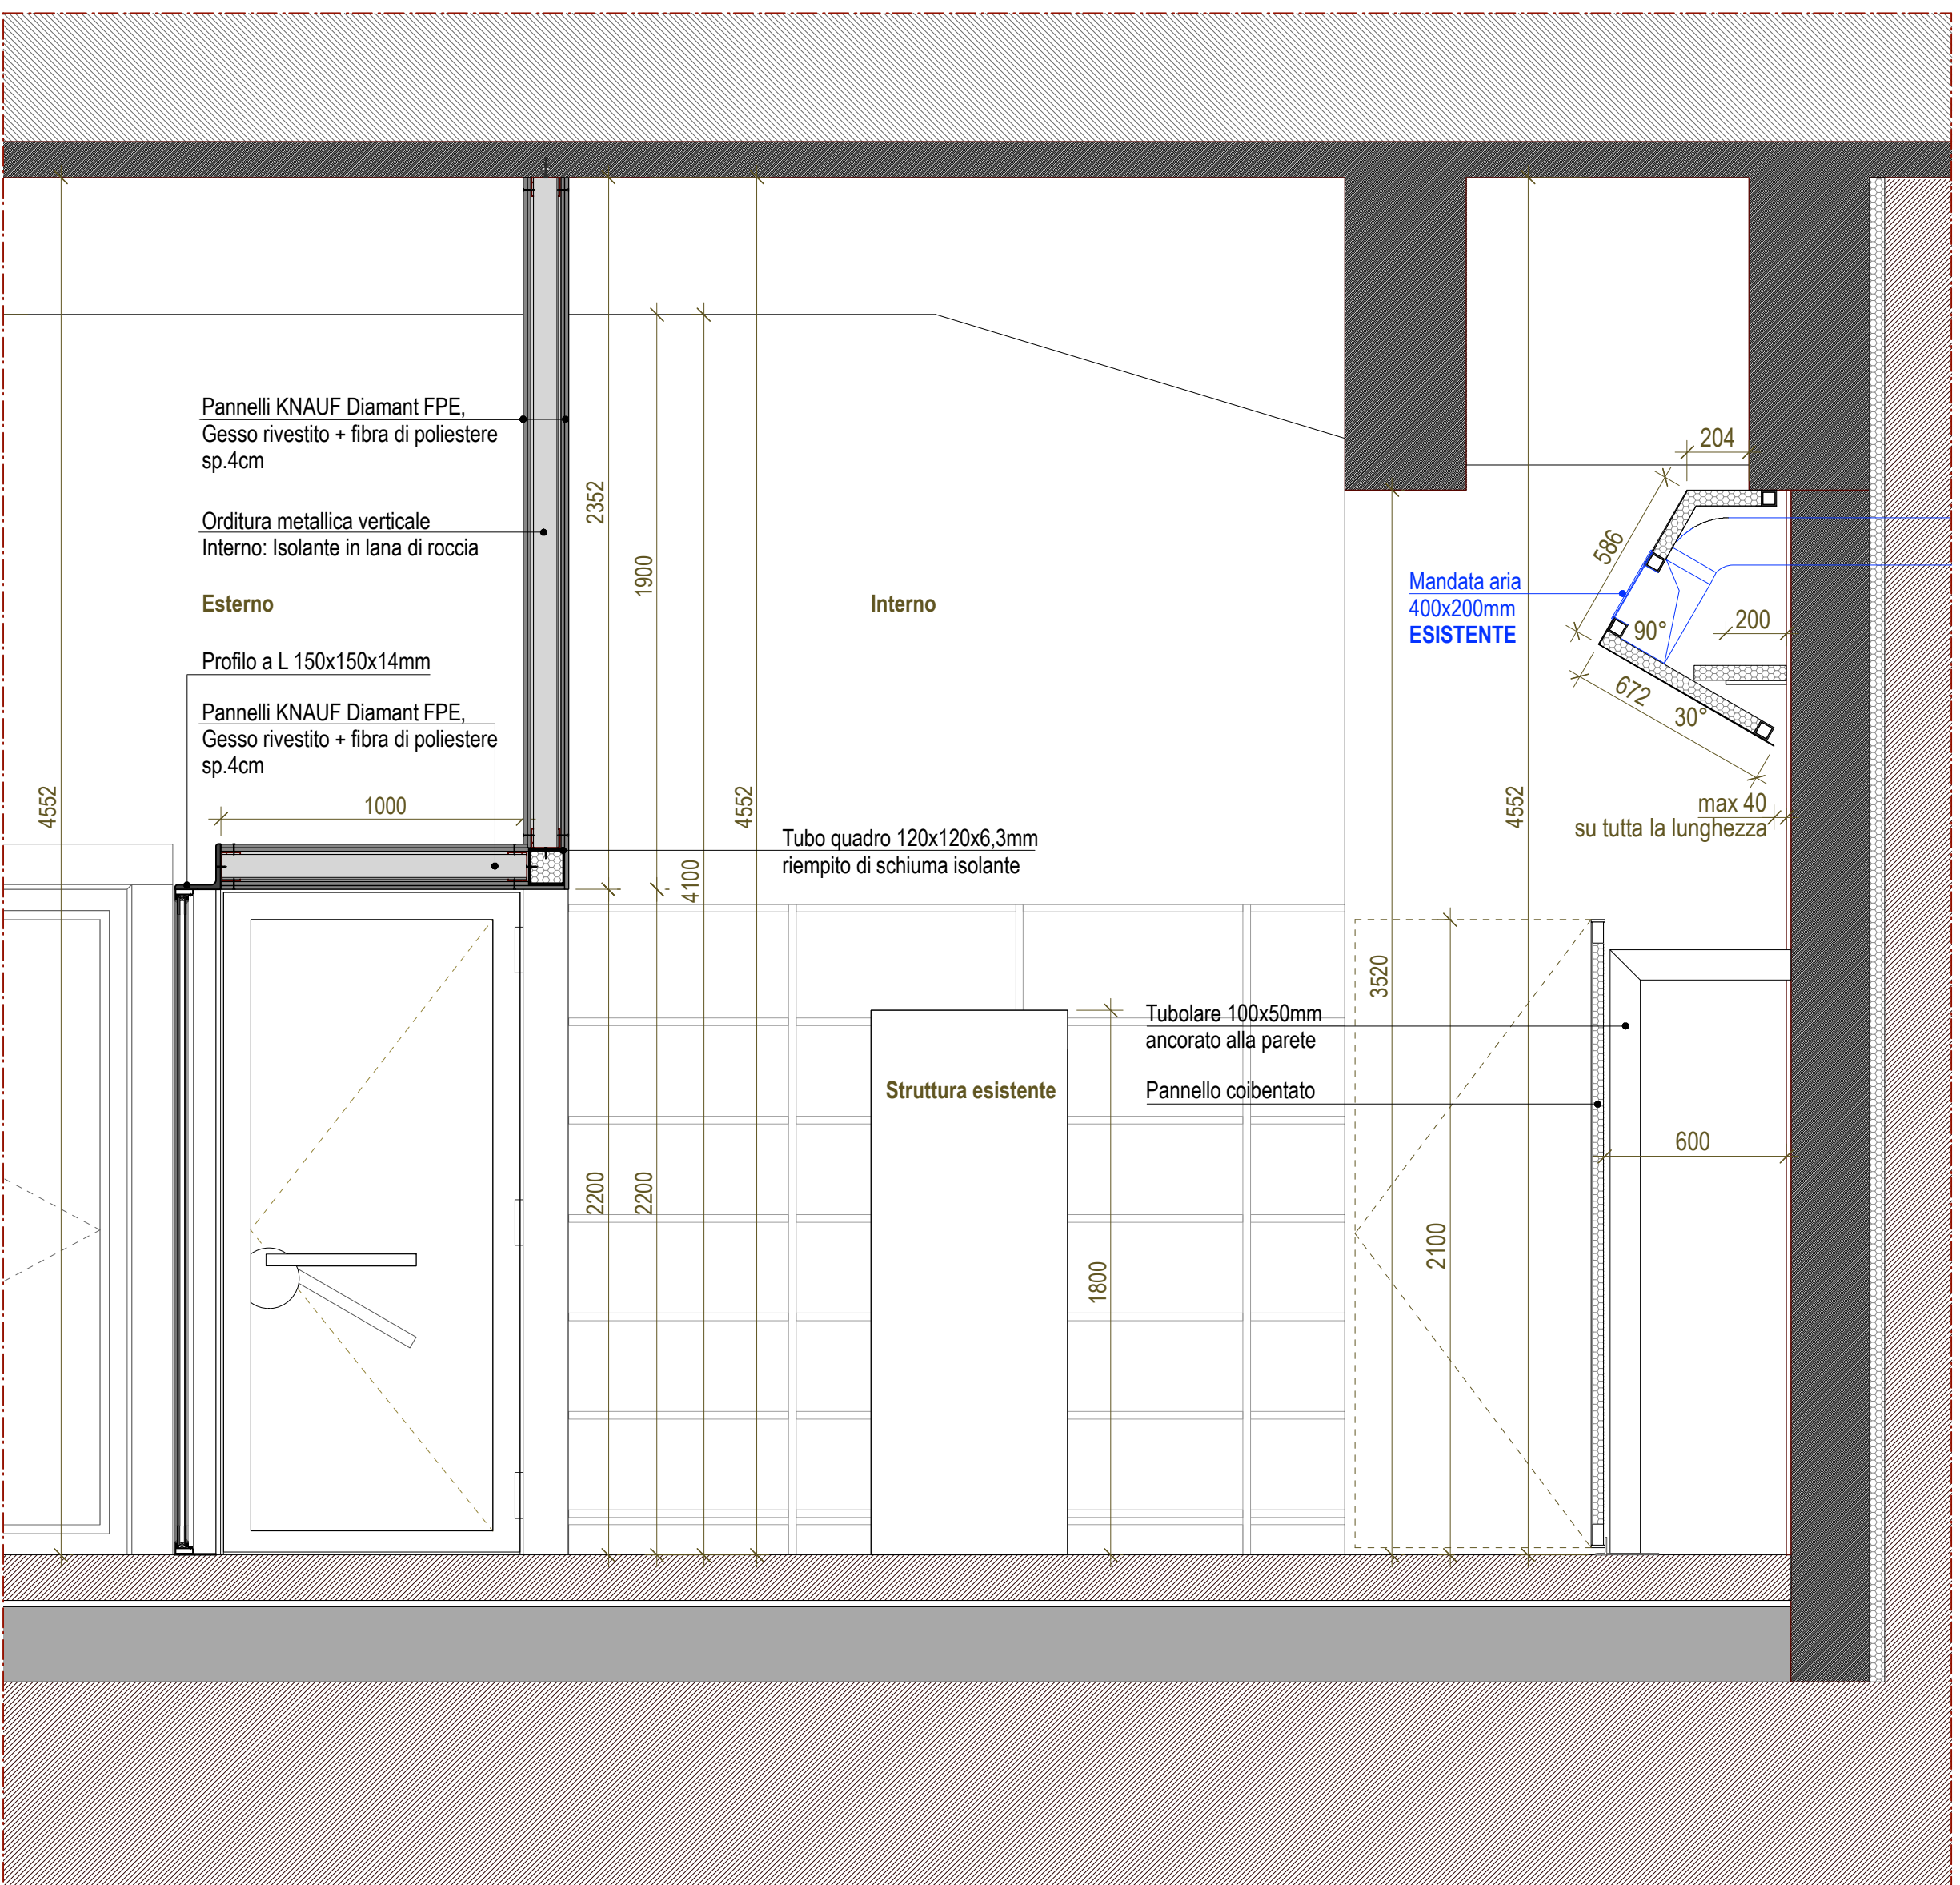 Pannelli KNAUF Diamant FPE,
Gesso rivestito + fibra di poliestere
sp.4cm
Orditura metallica verticale
Interno: Isolante in lana di roccia
Esterno
Profilo a L 150x150x14mm
Pannelli KNAUF Diamant FPE,
Gesso rivestito + fibra di poliestere
sp.4cm
4552
1000
2352
1900
4552
4100
2200
2200
Interno
Tubo quadro 120x120x6,3mm
riempito di schiuma isolante
Struttura esistente
1800
Tubolare 100x50mm
ancorato alla parete
Pannello coibentato
Mandata aria
400x200mm
ESISTENTE
204
586
90°
200
672
30°
max 40
su tutta la lunghezza
4552
3520
2100
600